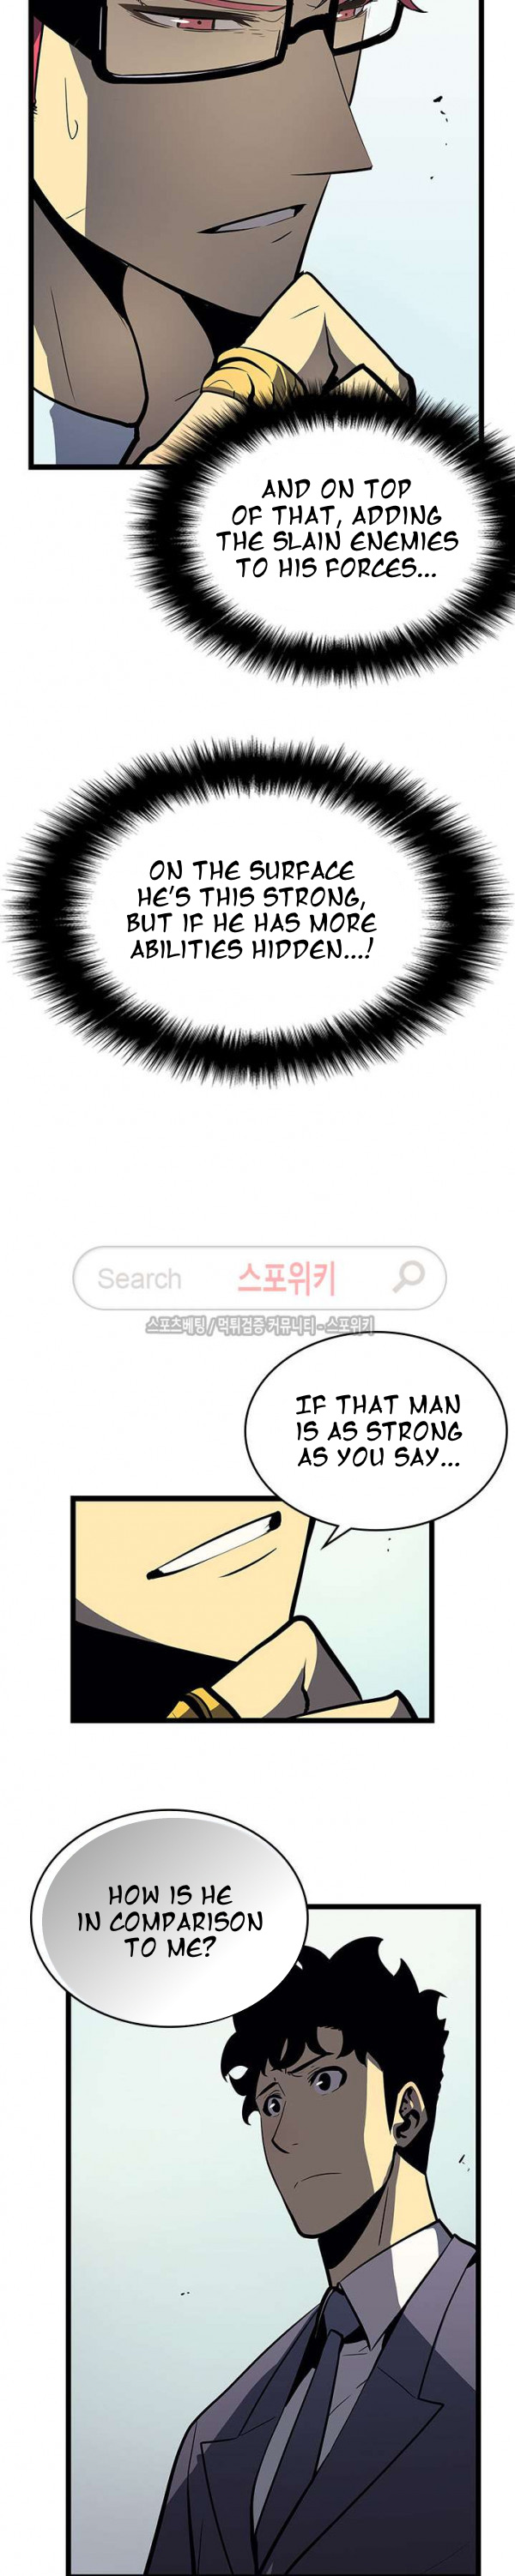 AND ON TOP
OF THAT, ADDING
THE SLAIN ENEMIES
TO HIS FORCES...
ON THE SURFACE
HE'S THIS STRONG,
BUT IF HE HAS MORE
ABILITIES HIDDEN...!
Search 스포위키
스포츠베팅 / 먹튀검증 커뮤니티 - 스포위키
IF THAT MAN
IS AS STRONG
AS YOU SAY...
HOW IS HE
IN COMPARISON
TO ME?